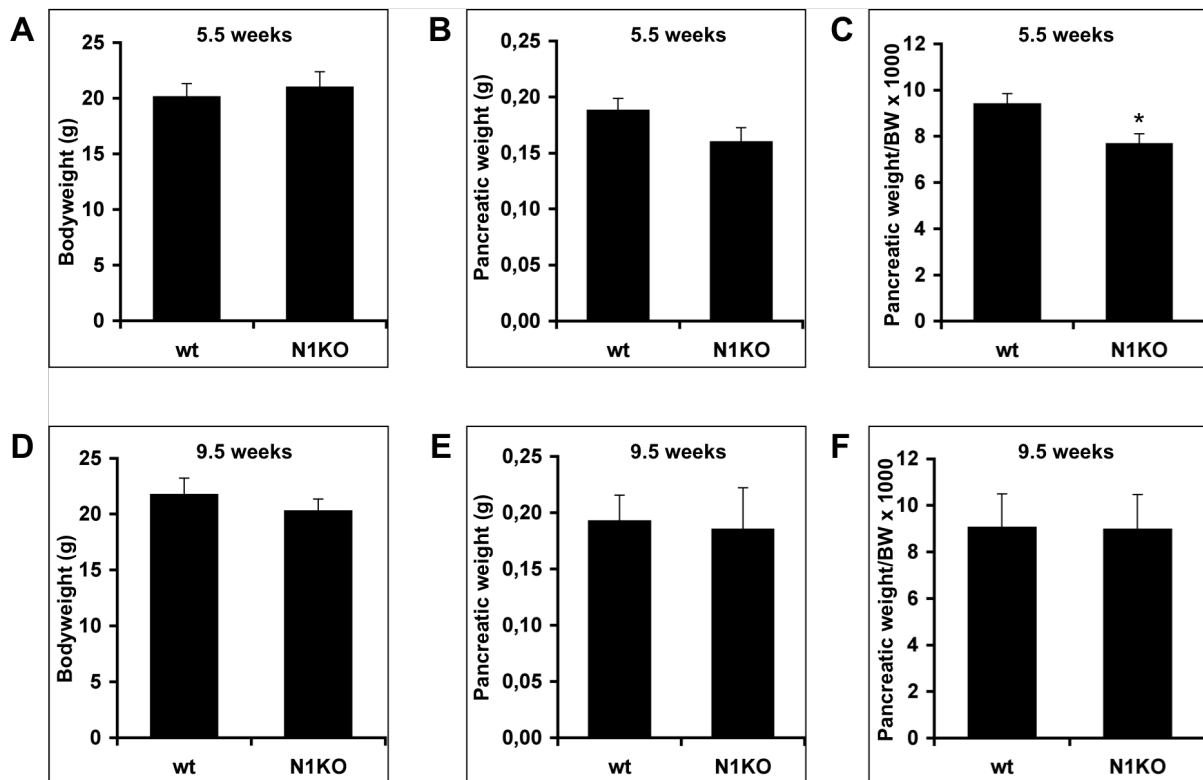 A
5.5 weeks
Bodyweight (g)
25
20
15
10
5
0
wt N1KO
B
5.5 weeks
Pancreatic weight (g)
0,25
0,20
0,15
0,10
0,05
0,00
wt N1KO
C
5.5 weeks
Pancreatic weight/BW x 1000
12
10
8
6
4
2
0
*
wt N1KO
D
9.5 weeks
Bodyweight (g)
25
20
15
10
5
0
wt N1KO
E
9.5 weeks
Pancreatic weight (g)
0,25
0,20
0,15
0,10
0,05
0,00
wt N1KO
F
9.5 weeks
Pancreatic weight/BW x 1000
12
10
8
6
4
2
0
wt N1KO